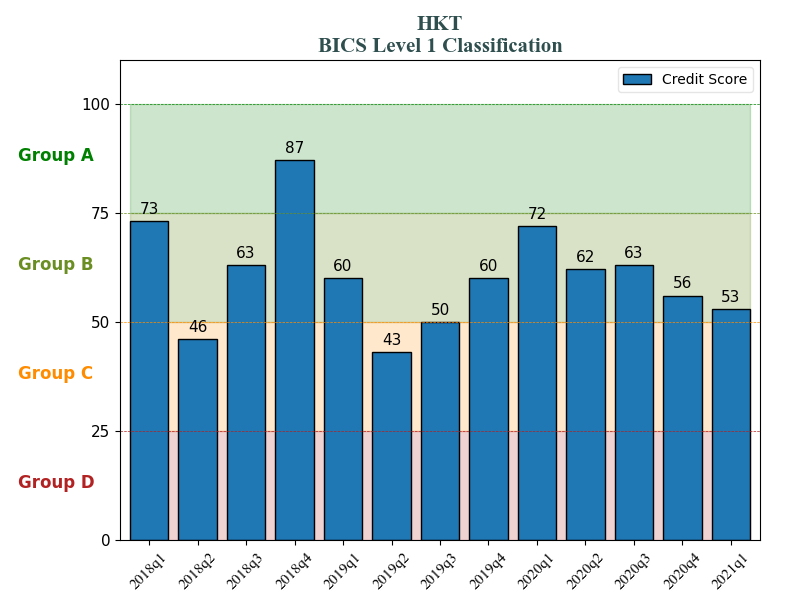 HKT
BICS Level 1 Classification
Credit Score
100
Group A
87
75
73
72
Group B
63
60
60
62
63
56
53
50
50
46
43
Group C
25
Group D
0
2018q1
2018q2
2018q3
2018q4
2019q1
2019q2
2019q3
2019q4
2020q1
2020q2
2020q3
2020q4
2021q1